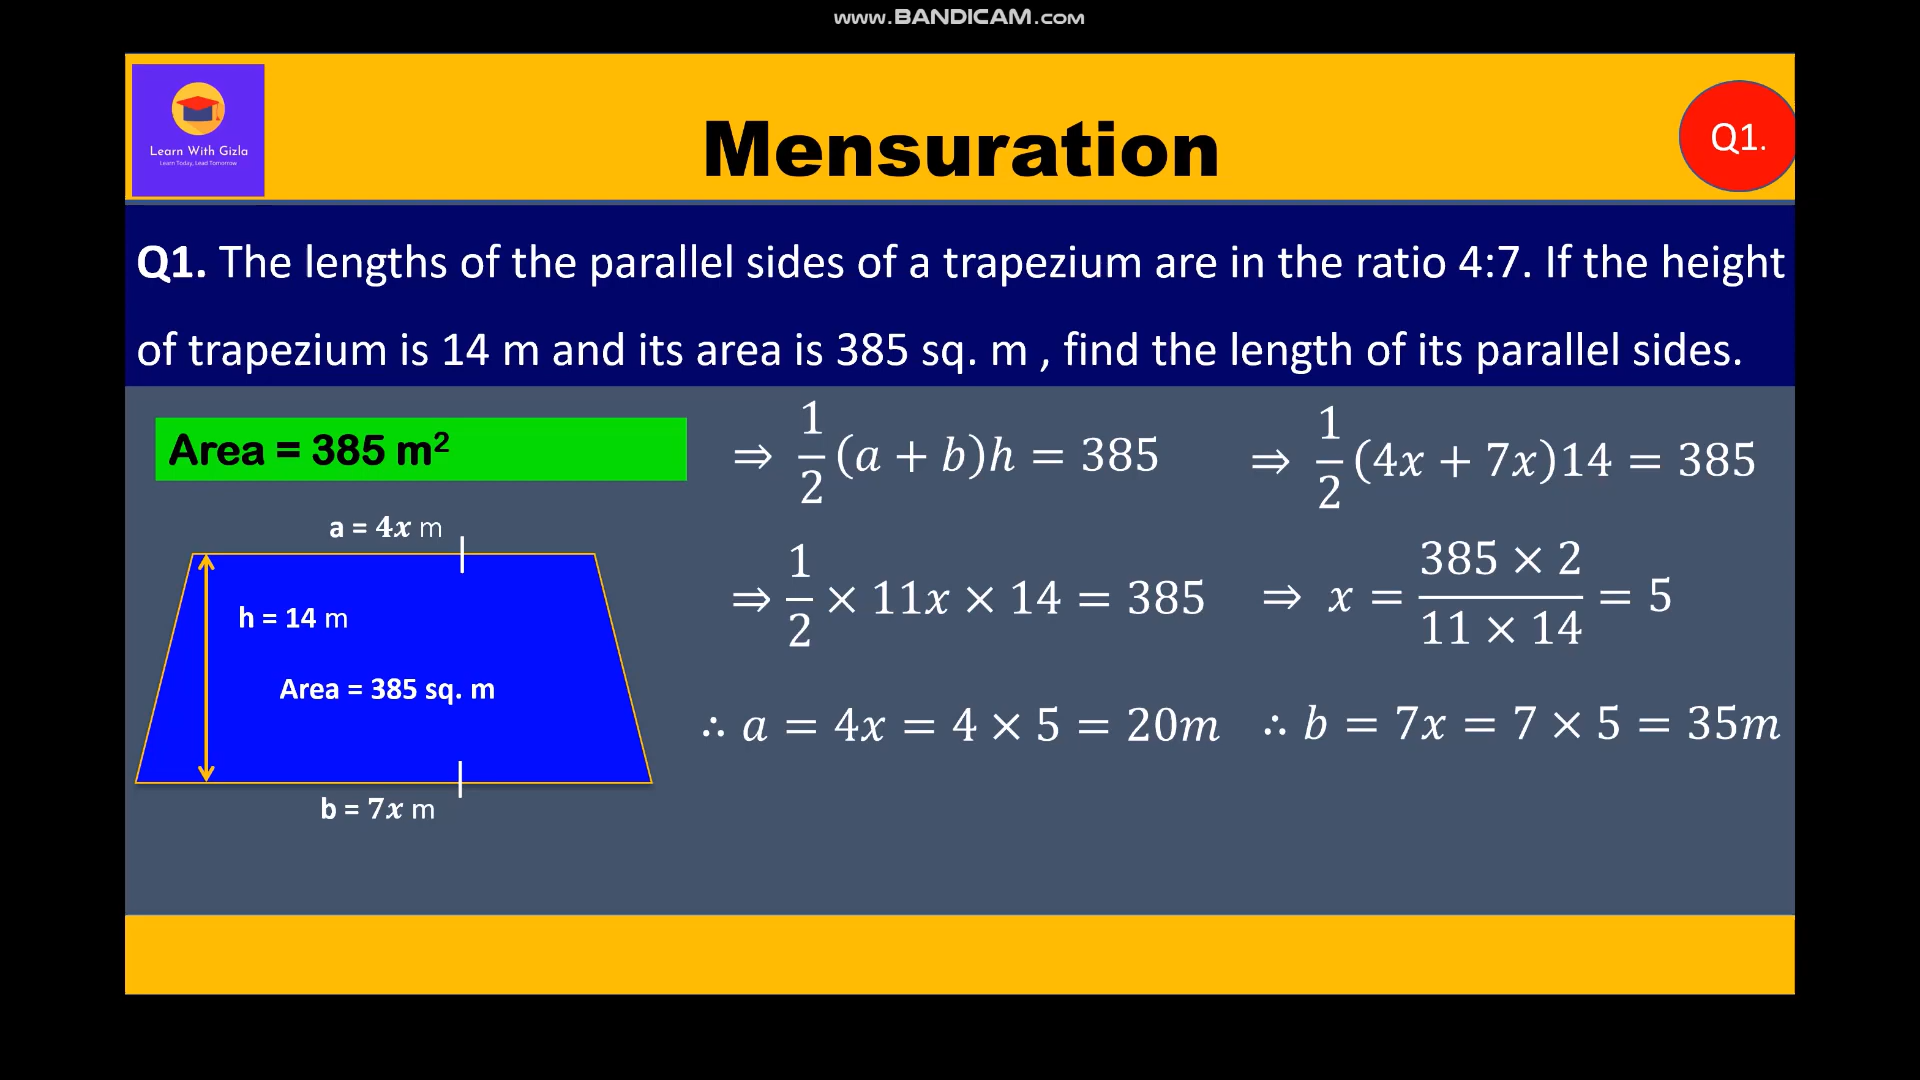 www.BANDICAM.com
Learn With Gizla
Learn Today, Lead Tomorrow
Mensuration
Q1.
Q1. The lengths of the parallel sides of a trapezium are in the ratio 4:7. If the height
of trapezium is 14 m and its area is 385 sq. m , find the length of its parallel sides.
Area = 385 m²
a = 4x m
h = 14 m
Area = 385 sq. m
b = 7x m
⇒ 1/2 (a + b)h = 385
⇒ 1/2 (4x + 7x)14 = 385
⇒ 1/2 × 11x × 14 = 385
⇒ x = (385 × 2)/(11 × 14) = 5
∴ a = 4x = 4 × 5 = 20m
∴ b = 7x = 7 × 5 = 35m